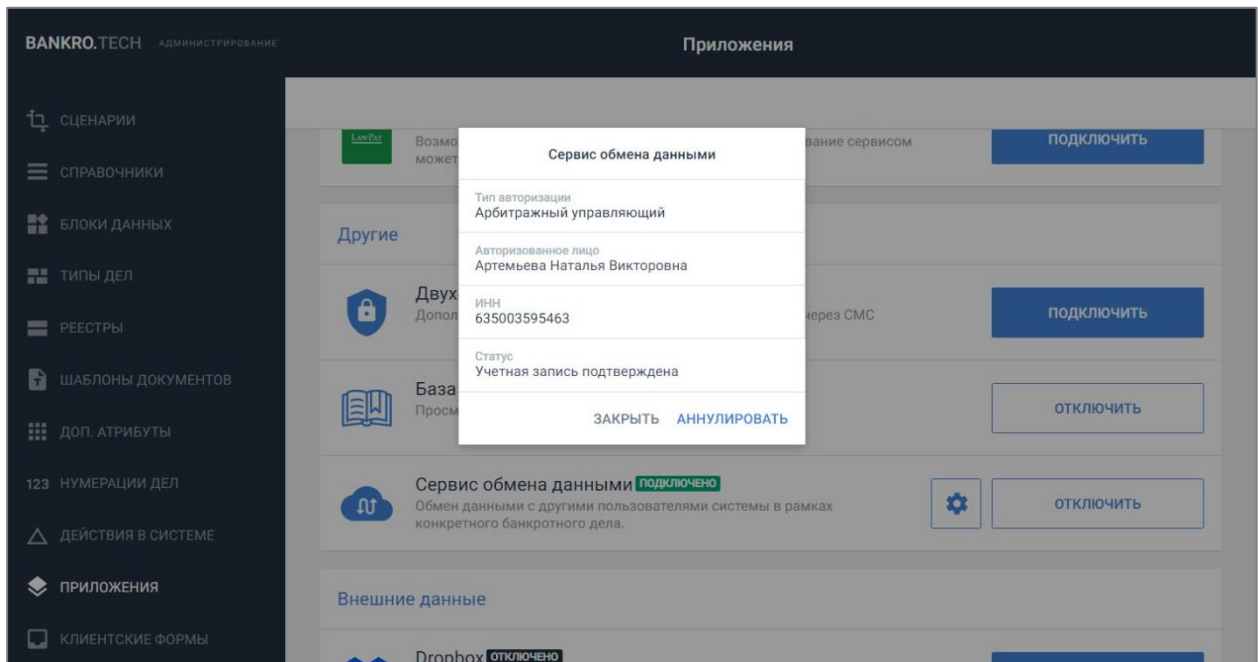 BANKRO.TECH АДМИНИСТРИРОВАНИЕ
Приложения
СЦЕНАРИИ
СПРАВОЧНИКИ
БЛОКИ ДАННЫХ
ТИПЫ ДЕЛ
РЕЕСТРЫ
ШАБЛОНЫ ДОКУМЕНТОВ
ДОП. АТРИБУТЫ
123 НУМЕРАЦИИ ДЕЛ
ДЕЙСТВИЯ В СИСТЕМЕ
ПРИЛОЖЕНИЯ
КЛИЕНТСКИЕ ФОРМЫ
LawPay
Возмо
вание сервисом
может
ПОДКЛЮЧИТЬ
Другие
Двух
Допол
через СМС
ПОДКЛЮЧИТЬ
База
Просм
ОТКЛЮЧИТЬ
Сервис обмена данными ПОДКЛЮЧЕНО
Обмен данными с другими пользователями системы в рамках
конкретного банкротного дела.
ОТКЛЮЧИТЬ
Внешние данные
Dropbox ОТКЛЮЧЕНО
Сервис обмена данными
Тип авторизации
Арбитражный управляющий
Авторизованное лицо
Артемьева Наталья Викторовна
ИНН
635003595463
Статус
Учетная запись подтверждена
ЗАКРЫТЬ АННУЛИРОВАТЬ